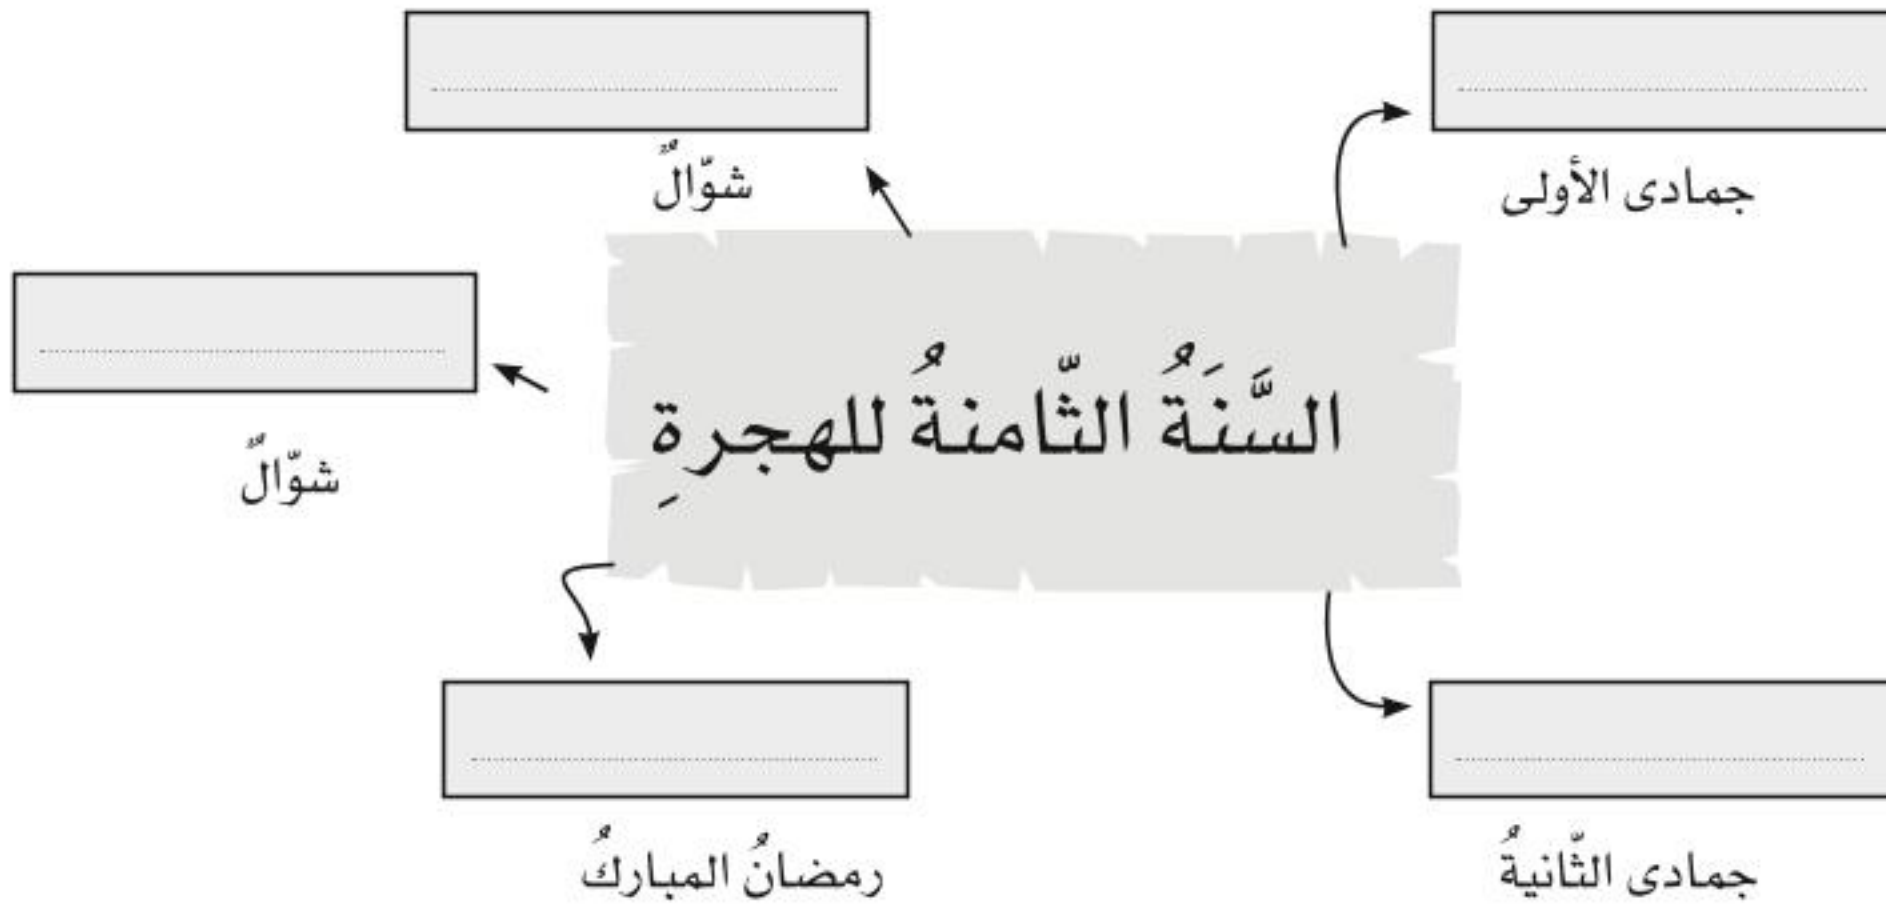 شوّالٌ
جمادى الأولى
السَّنَةُ الثّامنةُ للهجرةِ
شوّالٌ
رمضانُ المباركُ
جمادى الثّانيةُ